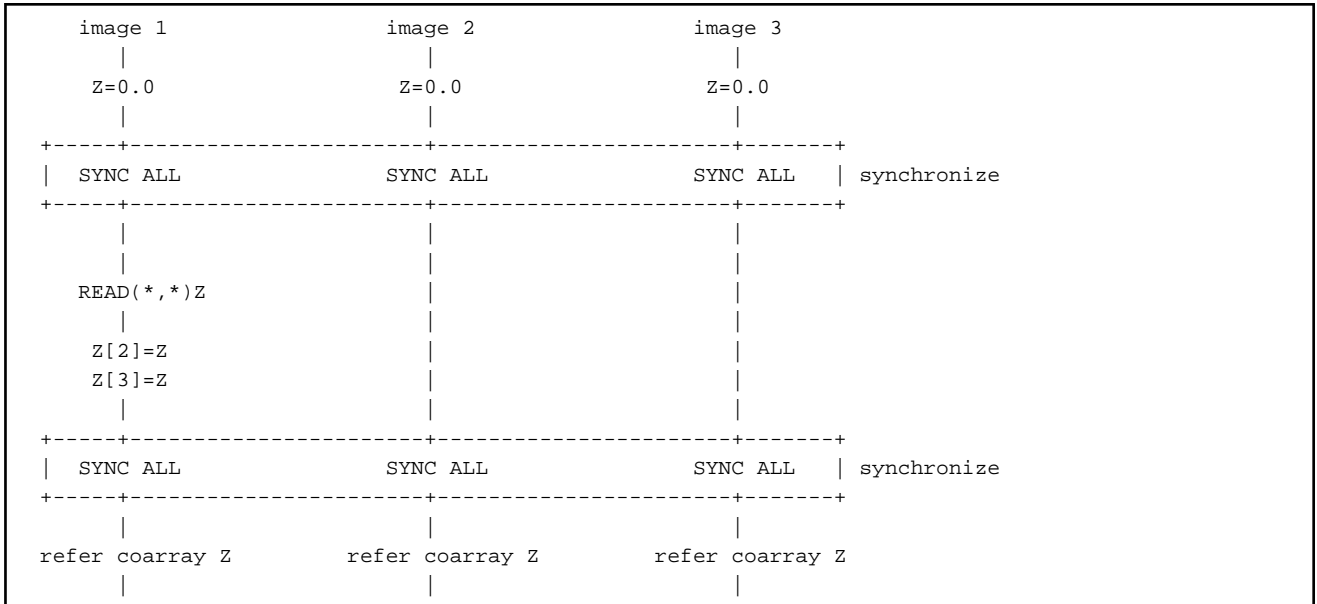 image 1 image 2 image 3
| | |
Z=0.0 Z=0.0 Z=0.0
| | |
+-----+-----------------------+-----------------------+-------+
| SYNC ALL SYNC ALL SYNC ALL | synchronize
+-----+-----------------------+-----------------------+-------+
| | |
| | |
READ(*,*)Z | |
| | |
Z[2]=Z | |
Z[3]=Z | |
| | |
+-----+-----------------------+-----------------------+-------+
| SYNC ALL SYNC ALL SYNC ALL | synchronize
+-----+-----------------------+-----------------------+-------+
| | |
refer coarray Z refer coarray Z refer coarray Z
| | |